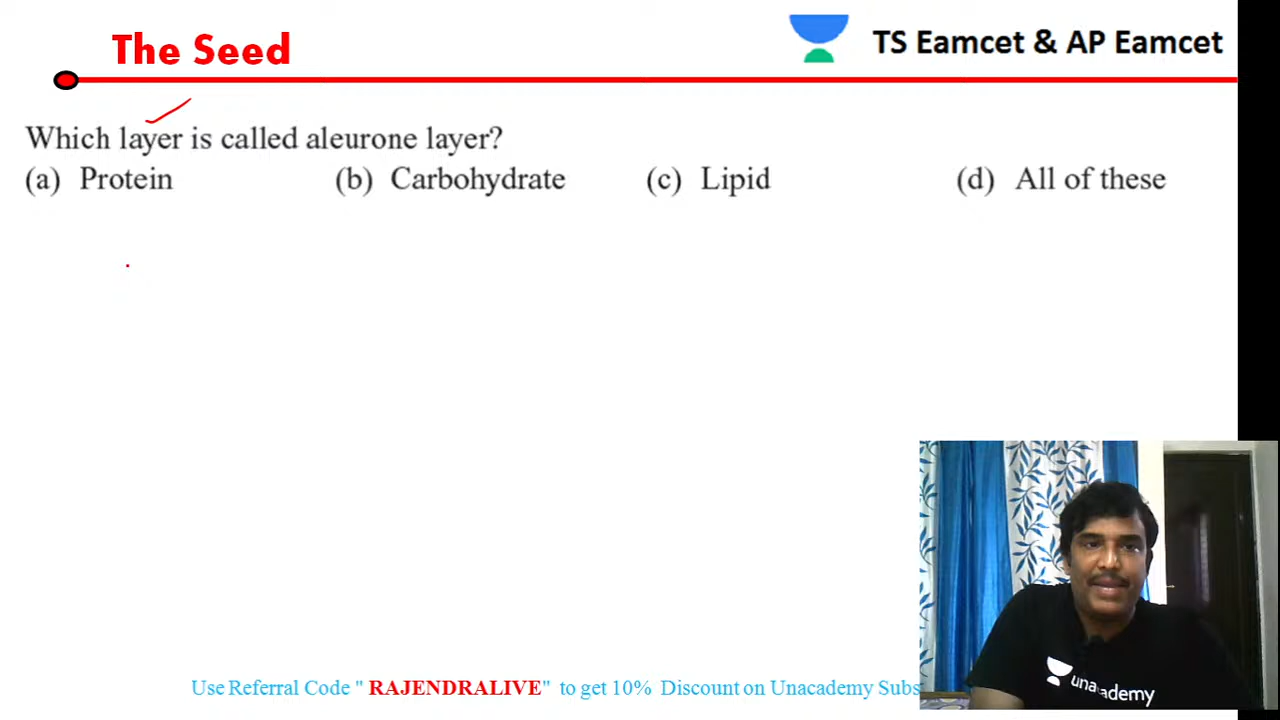 The Seed
TS Eamcet & AP Eamcet
Which layer is called aleurone layer?
(a) Protein (b) Carbohydrate (c) Lipid (d) All of these
unacademy
Use Referral Code " RAJENDRALIVE" to get 10% Discount on Unacademy Subs